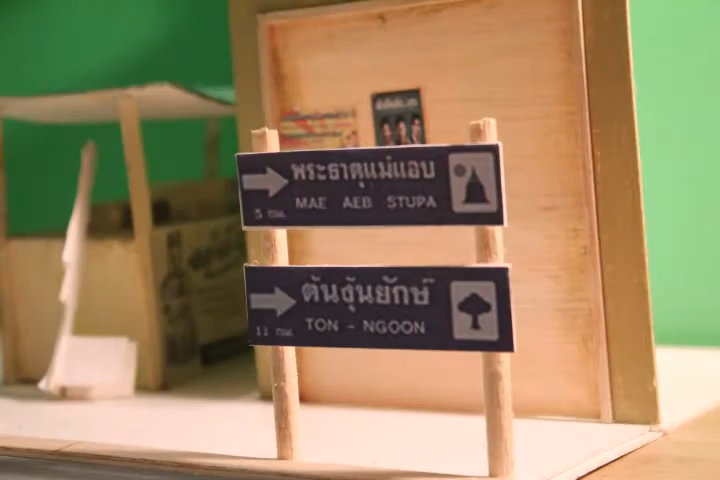 พระธาตุแม่แอบ
MAE AEB STUPA
5 กม.
ต้นงุ้นยักษ์
TON - NGOON
11 กม.